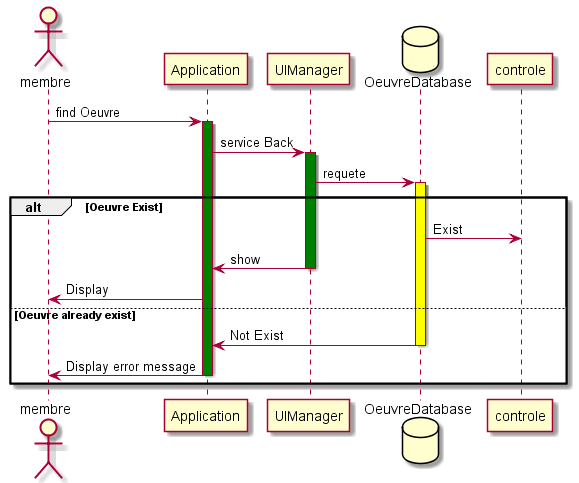 membre
Application
UIManager
OeuvreDatabase
controle
find Oeuvre
service Back
requete
alt [Oeuvre Exist]
Exist
show
Display
[Oeuvre already exist]
Not Exist
Display error message
membre
Application
UIManager
OeuvreDatabase
controle